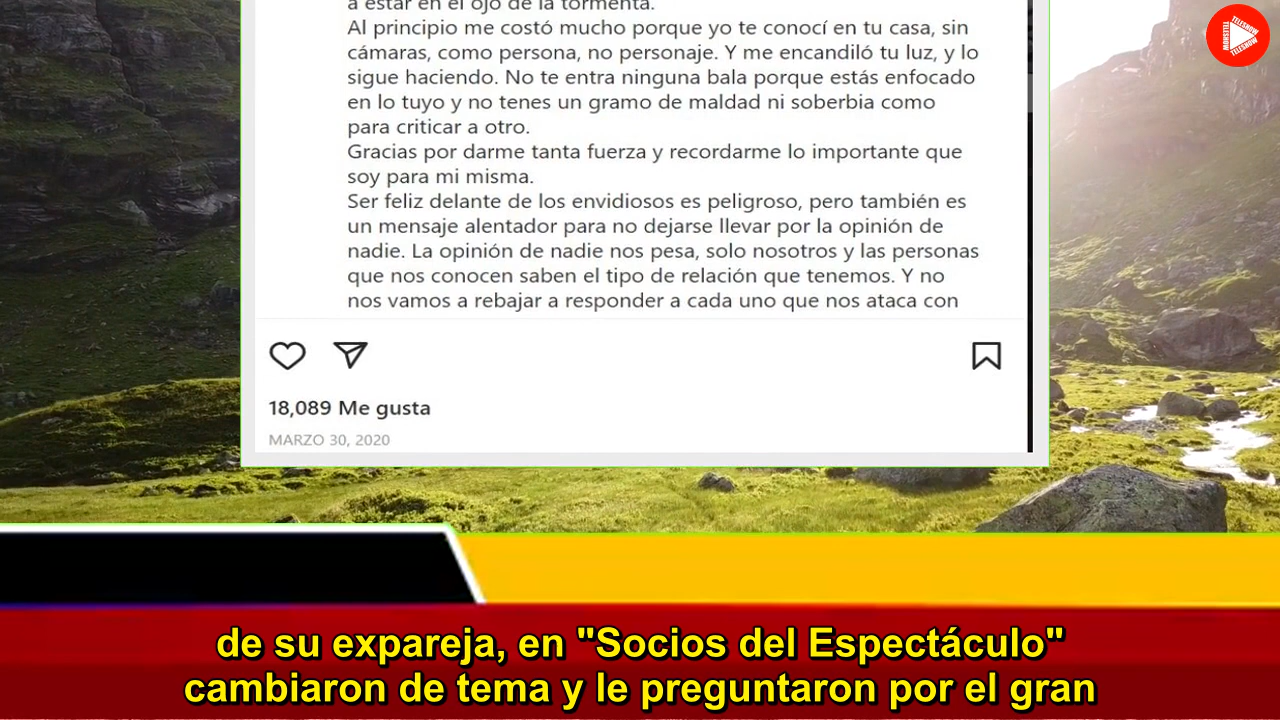 a estar en el ojo de la tormenta.
Al principio me costó mucho porque yo te conocí en tu casa, sin
cámaras, como persona, no personaje. Y me encandiló tu luz, y lo
sigue haciendo. No te entra ninguna bala porque estás enfocado
en lo tuyo y no tenes un gramo de maldad ni soberbia como
para criticar a otro.
Gracias por darme tanta fuerza y recordarme lo importante que
soy para mi misma.
Ser feliz delante de los envidiosos es peligroso, pero también es
un mensaje alentador para no dejarse llevar por la opinión de
nadie. La opinión de nadie nos pesa, solo nosotros y las personas
que nos conocen saben el tipo de relación que tenemos. Y no
nos vamos a rebajar a responder a cada uno que nos ataca con
18,089 Me gusta
MARZO 30, 2020
MONSTER
TELESHOW
TELESHOW
de su expareja, en "Socios del Espectáculo"
cambiaron de tema y le preguntaron por el gran